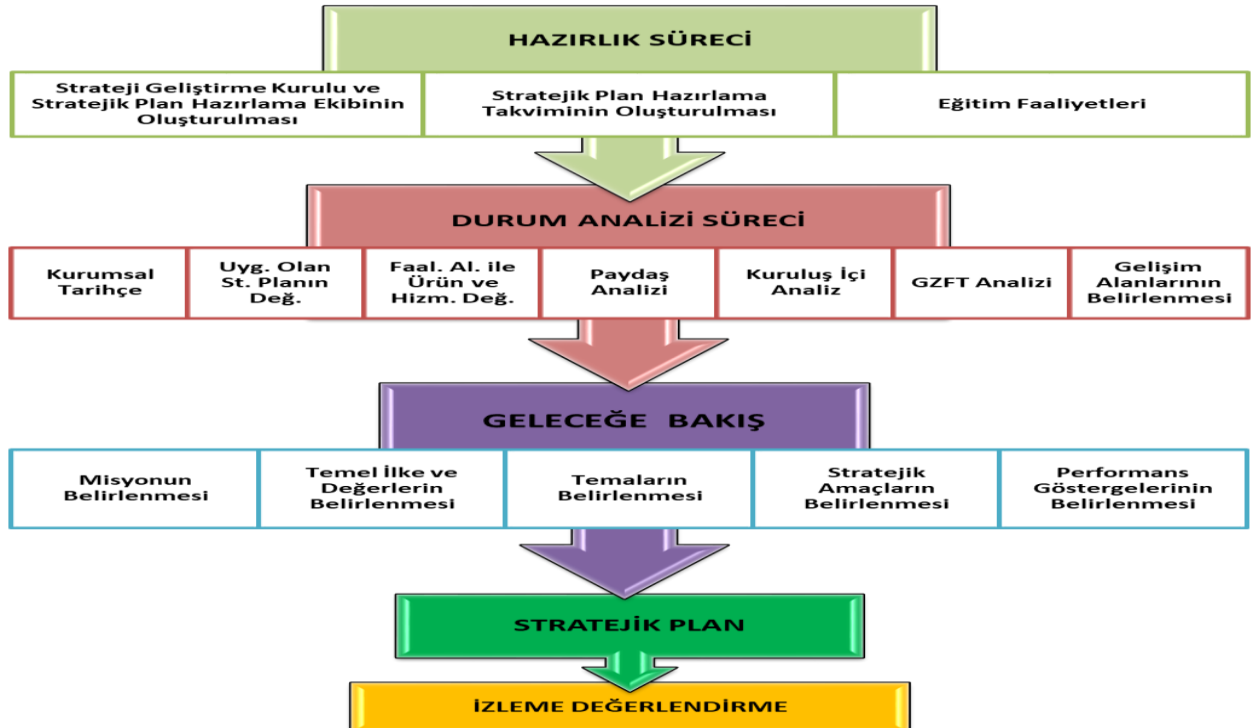 HAZIRLIK SÜRECİ
Strateji Geliştirme Kurulu ve
Stratejik Plan Hazırlama Ekibinin
Oluşturulması
Stratejik Plan Hazırlama
Takviminin Oluşturulması
Eğitim Faaliyetleri
DURUM ANALİZİ SÜRECİ
Kurumsal
Tarihçe
Uyg. Olan
St. Planın
Değ.
Faal. Al. ile
Ürün ve
Hizm. Değ.
Paydaş
Analizi
Kuruluş İçi
Analiz
GZFT Analizi
Gelişim
Alanlarının
Belirlenmesi
GELECEĞE BAKIŞ
Misyonun
Belirlenmesi
Temel İlke ve
Değerlerin
Belirlenmesi
Temaların
Belirlenmesi
Stratejik
Amaçların
Belirlenmesi
Performans
Göstergelerinin
Belirlenmesi
STRATEJİK PLAN
İZLEME DEĞERLENDİRME